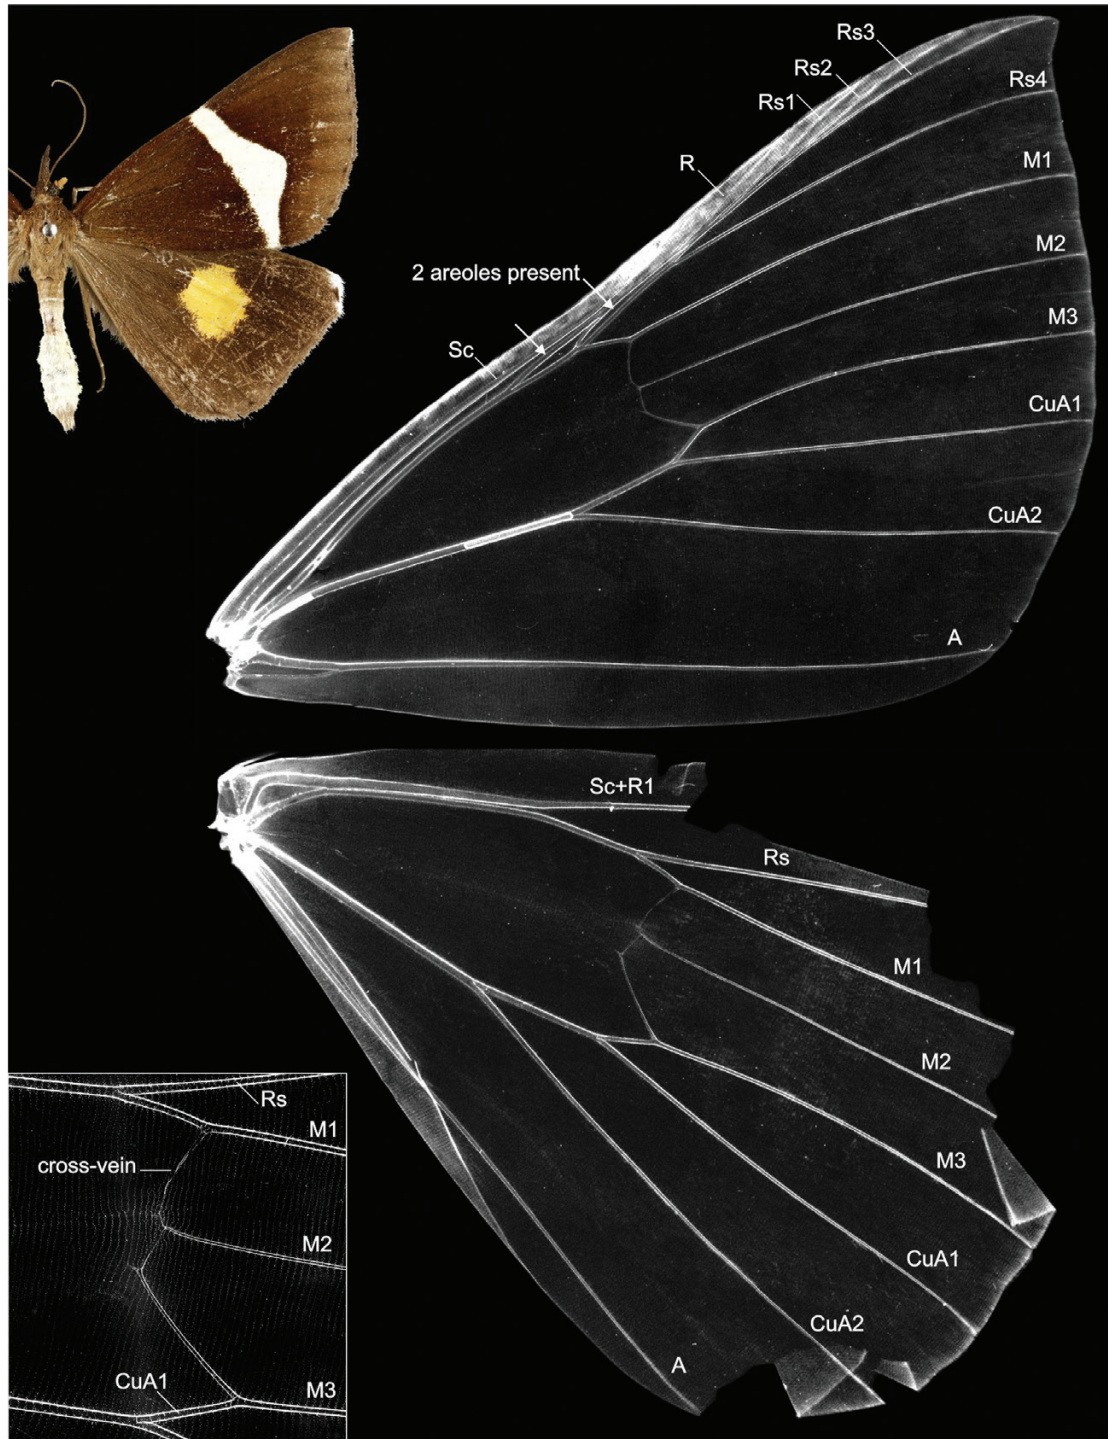 Rs3
Rs2
Rs4
Rs1
M1
R
M2
2 areoles present
M3
Sc
CuA1
CuA2
A
Sc+R1
Rs
M1
M2
M3
CuA1
CuA2
A
Rs
M1
cross-vein
M2
CuA1
M3